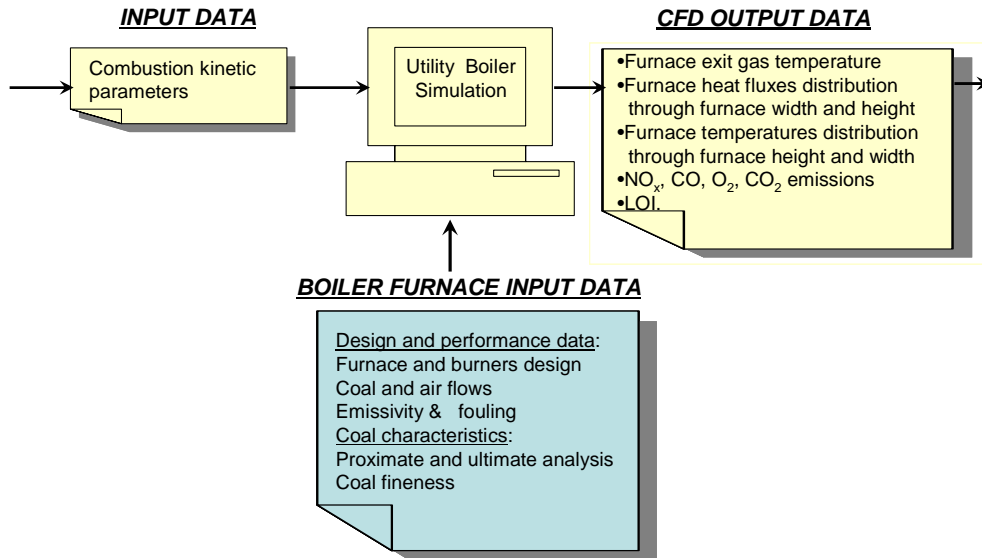 INPUT DATA
Combustion kinetic
parameters
Utility Boiler
Simulation
CFD OUTPUT DATA
•Furnace exit gas temperature
•Furnace heat fluxes distribution
through furnace width and height
•Furnace temperatures distribution
through furnace height and width
•NOx, CO, O2, CO2 emissions
•LOI.
BOILER FURNACE INPUT DATA
Design and performance data:
Furnace and burners design
Coal and air flows
Emissivity & fouling
Coal characteristics:
Proximate and ultimate analysis
Coal fineness